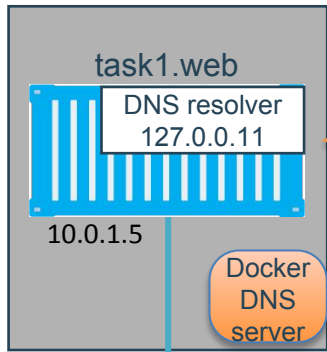 task1.web
DNS resolver
127.0.0.11
10.0.1.5
Docker
DNS
server